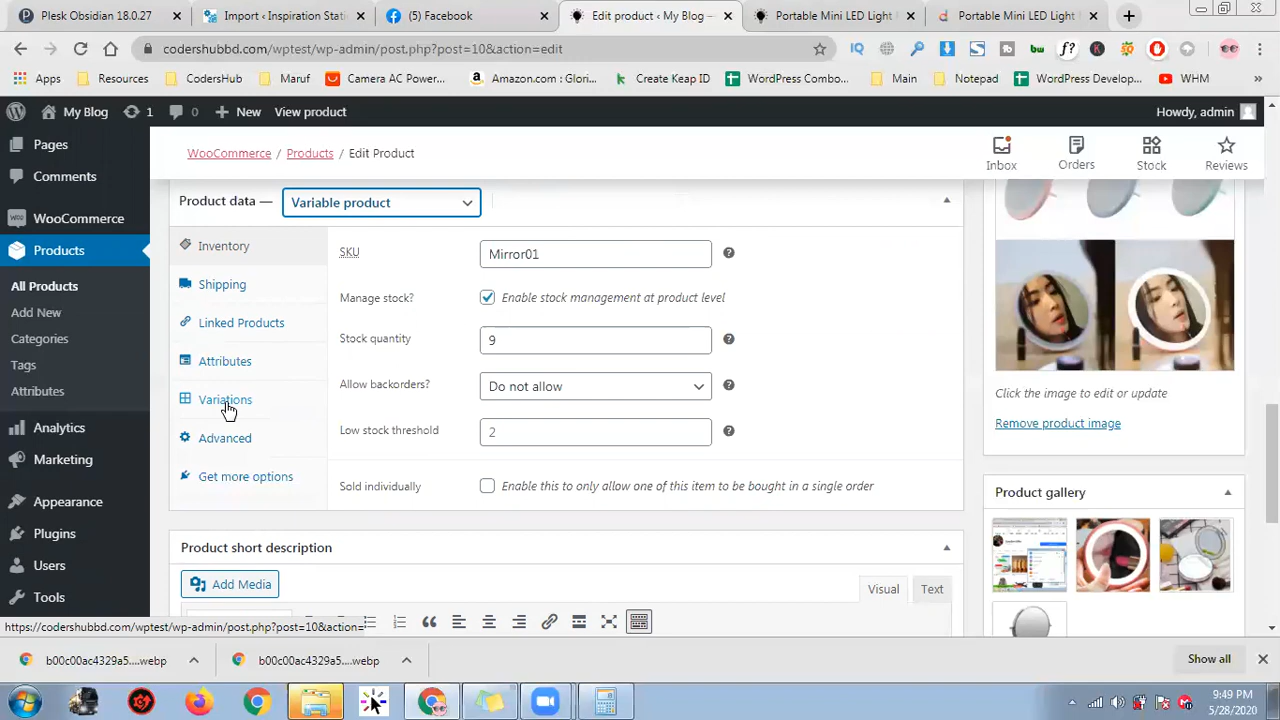 Plesk Obsidian 18.0.27
Import ‹ Inspiration Statio
(8) Facebook
Edit product ‹ My Blog —
Portable Mini LED Light
Portable Mini LED Light
codershubbd.com/wptest/wp-admin/post.php?post=10&action=edit
Apps
Resources
CodersHub
Maruf
Camera AC Powe...
Amazon.com : Glori...
Create Keap ID
WordPress Combo...
Main
Notepad
WordPress Develop...
WHM
»
My Blog
1
0
New
View product
Howdy, admin
Pages
Comments
WooCommerce
Products
All Products
Add New
Categories
Tags
Attributes
Analytics
Marketing
Appearance
Plugins
Users
Tools
WooCommerce / Products / Edit Product
Inbox
Orders
Stock
Reviews
Product data —
Variable product
Inventory
Shipping
Linked Products
Attributes
Variations
Advanced
Get more options
SKU
Mirror01
Manage stock?
Enable stock management at product level
Stock quantity
9
Allow backorders?
Do not allow
Low stock threshold
2
Sold individually
Enable this to only allow one of this item to be bought in a single order
Click the image to edit or update
Remove product image
Product gallery
Product short description
Add Media
Visual
Text
https://codershubbd.com/wptest/wp-admin/post.php?post=10&action=
b00c00ac4329a5....webp
b00c00ac4329a5....webp
Show all
9:49 PM
5/28/2020